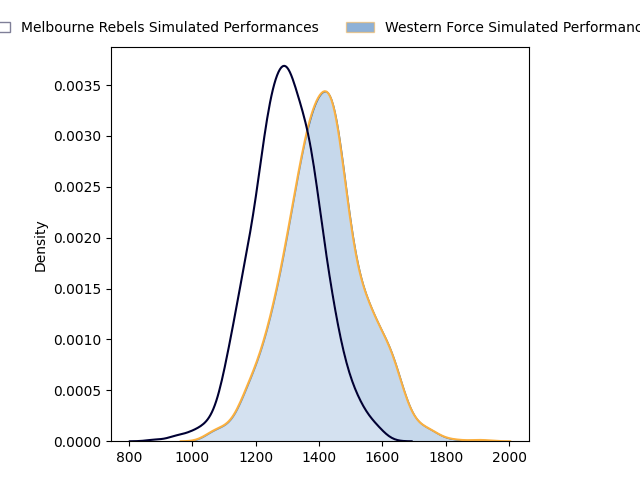 Melbourne Rebels Simulated Performances
Western Force Simulated Performanc
0.0035
0.0030
0.0025
0.0020
0.0015
0.0010
0.0005
0.0000
Density
800 1000 1200 1400 1600 1800 2000